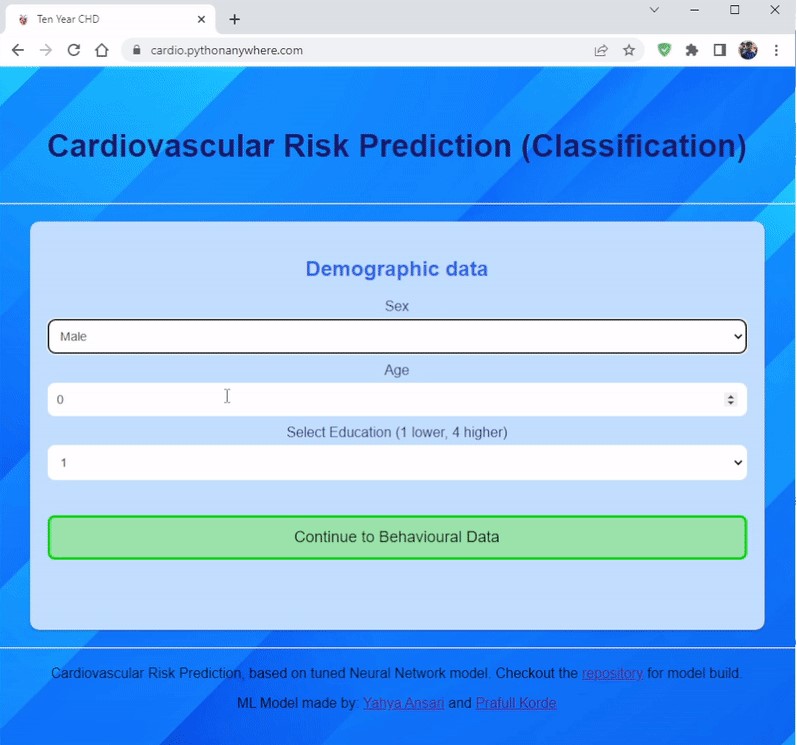 Ten Year CHD
cardio.pythonanywhere.com
Cardiovascular Risk Prediction (Classification)
Demographic data
Sex
Male
Age
0
Select Education (1 lower, 4 higher)
1
Continue to Behavioural Data
Cardiovascular Risk Prediction, based on tuned Neural Network model. Checkout the repository for model build.
ML Model made by: Yahya Ansari and Prafull Korde